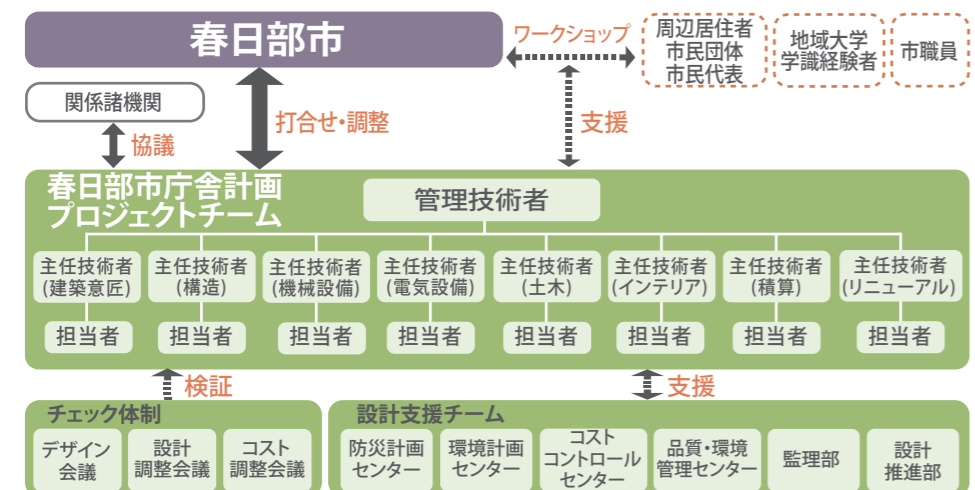 春日部市
ワークショップ
周辺居住者
市民団体
市民代表
地域大学
学識経験者
市職員
関係諸機関
協議
打合せ・調整
支援
春日部市庁舎計画
プロジェクトチーム
管理技術者
主任技術者
(建築意匠)
主任技術者
(構造)
主任技術者
(機械設備)
主任技術者
(電気設備)
主任技術者
(土木)
主任技術者
(インテリア)
主任技術者
(積算)
主任技術者
(リニューアル)
担当者
担当者
担当者
担当者
担当者
担当者
担当者
担当者
検証
支援
チェック体制
デザイン
会議
設計
調整会議
コスト
調整会議
設計支援チーム
防災計画
センター
環境計画
センター
コスト
コントロール
センター
品質・環境
管理センター
監理部
設計
推進部